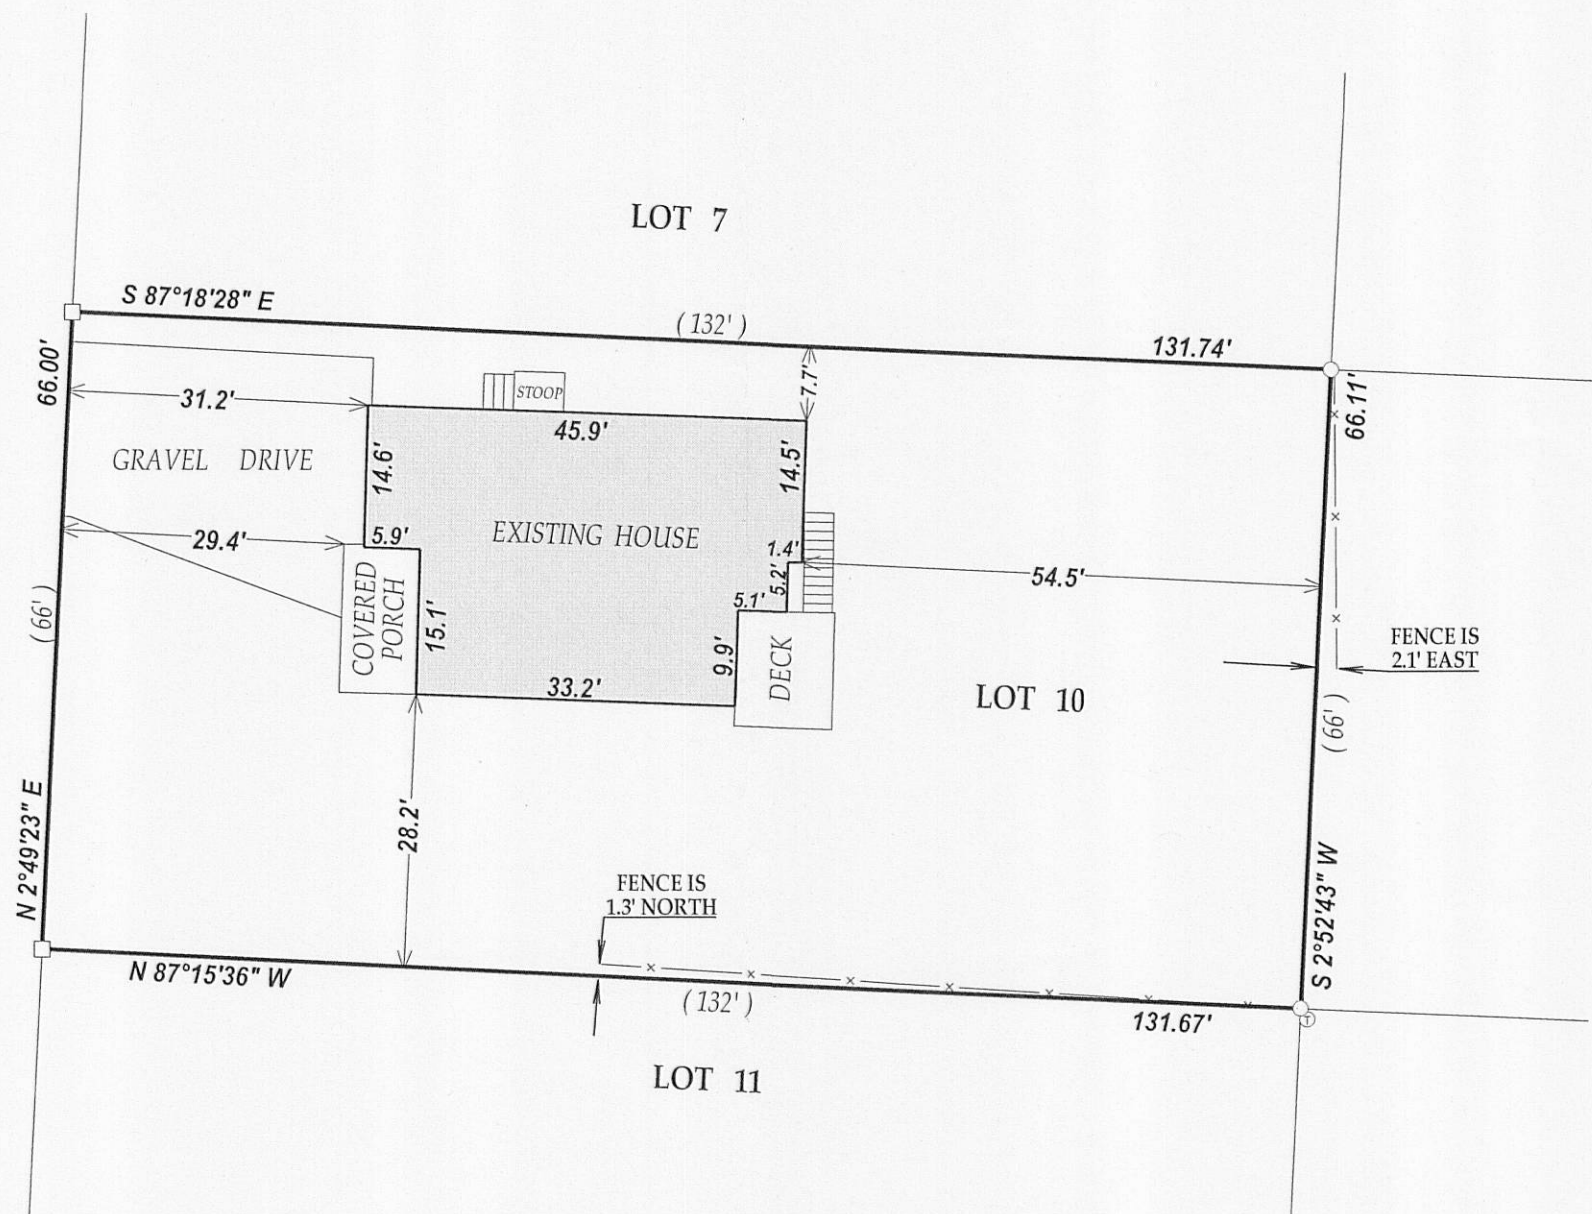 LOT 7
S 87°18'28" E
( 132' )
131.74'
66.00'
31.2'
STOOP
7.7'
66.11'
45.9'
GRAVEL DRIVE
14.6'
14.5'
29.4'
5.9'
EXISTING HOUSE
1.4'
5.2'
54.5'
( 66' )
COVERED
PORCH
15.1'
5.1'
9.9'
DECK
FENCE IS
2.1' EAST
33.2'
LOT 10
( 66' )
N 2°49'23" E
28.2'
FENCE IS
1.3' NORTH
S 2°52'43" W
N 87°15'36" W
( 132' )
131.67'
T
LOT 11